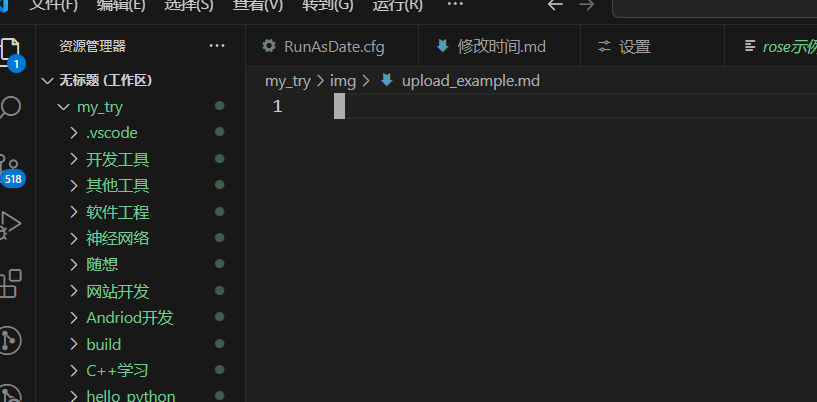 文件(F) 编辑(E) 选择(S) 查看(V) 转到(G) 运行(R) ···
资源管理器 ···
RunAsDate.cfg 修改时间.md 设置 rose示例
1
无标题 (工作区)
my_try > img > upload_example.md
1
my_try
.vscode
开发工具
其他工具
518
软件工程
神经网络
随想
网站开发
Andriod开发
build
C++学习
hello_python